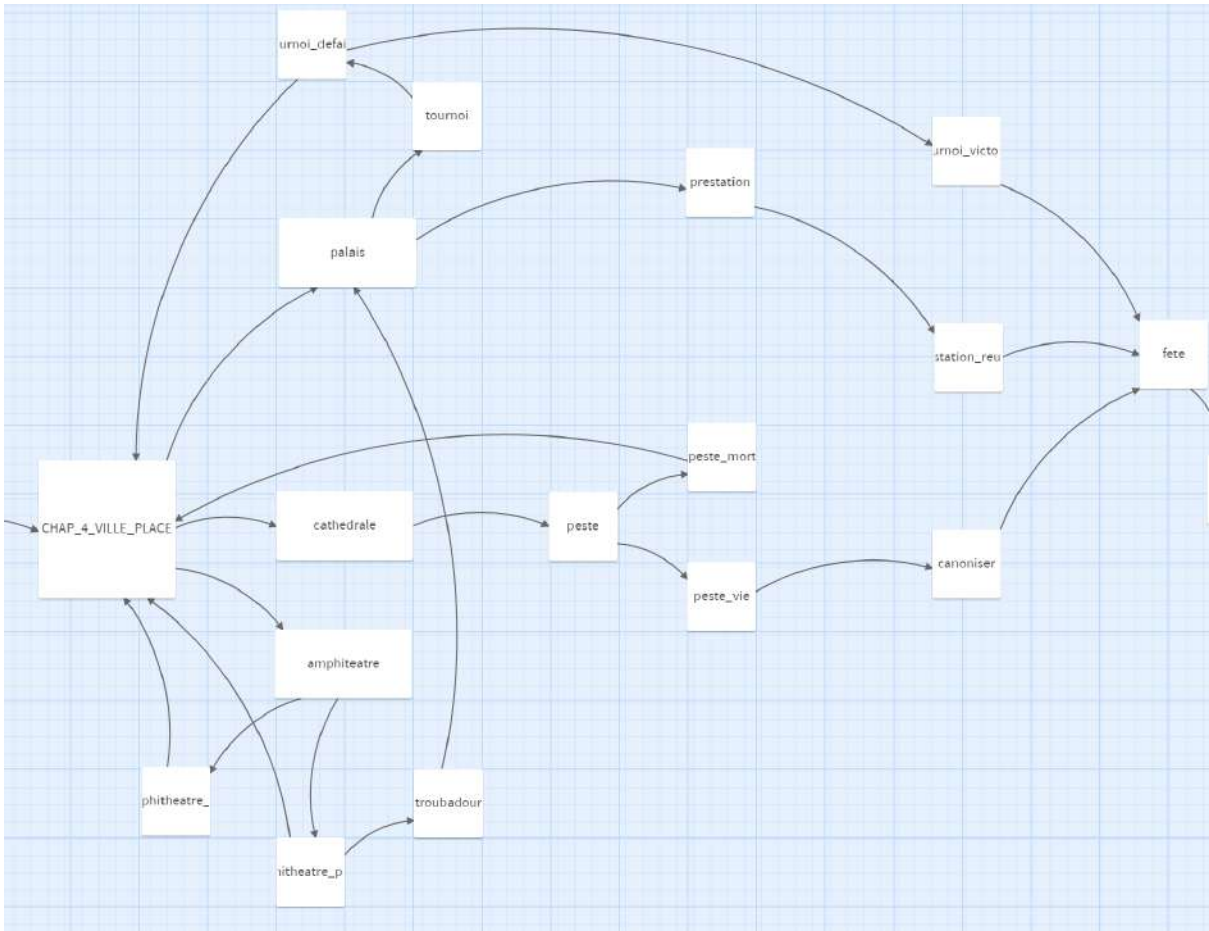 urnoi_defai
tournoi
urnoi_victo
prestation
palais
station_reu
fete
peste_mort
CHAP_4_VILLE_PLACE
cathedrale
peste
canoniser
peste_vie
amphiteatre
phitheatre_
troubadour
nitheatre_p